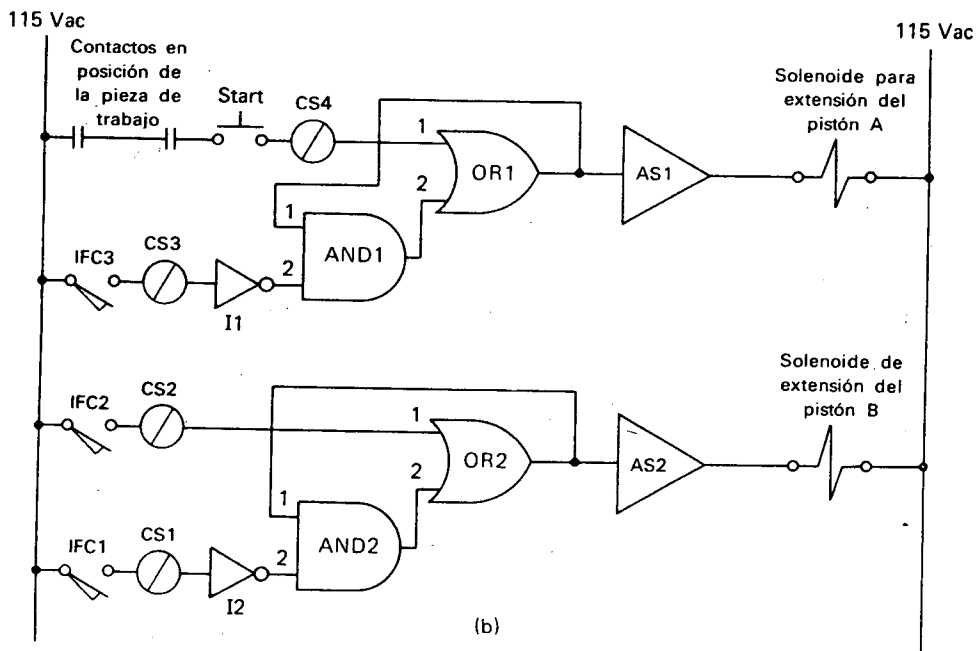 115 Vac
115 Vac
Contactos en
posición de
la pieza de
trabajo
Start
CS4
1
OR1
2
AS1
Solenoide para
extensión del
pistón A
1
AND1
2
IFC3
CS3
I1
IFC2
CS2
1
OR2
2
AS2
Solenoide de
extensión del
pistón B
1
AND2
2
IFC1
CS1
I2
(b)